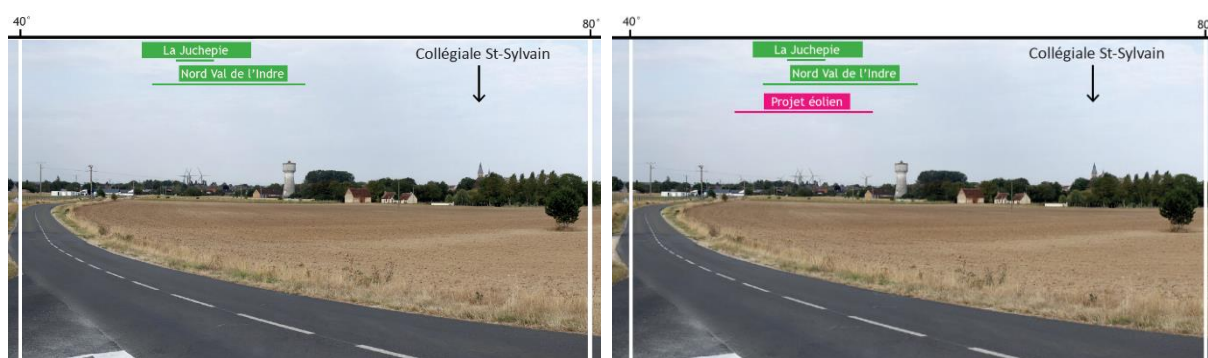 40°
80°
La Juchepie
Nord Val de l'Indre
Collégiale St-Sylvain
40°
80
La Juchepie
Nord Val de l'Indre
Projet éolien
Collégiale St-Sylvain